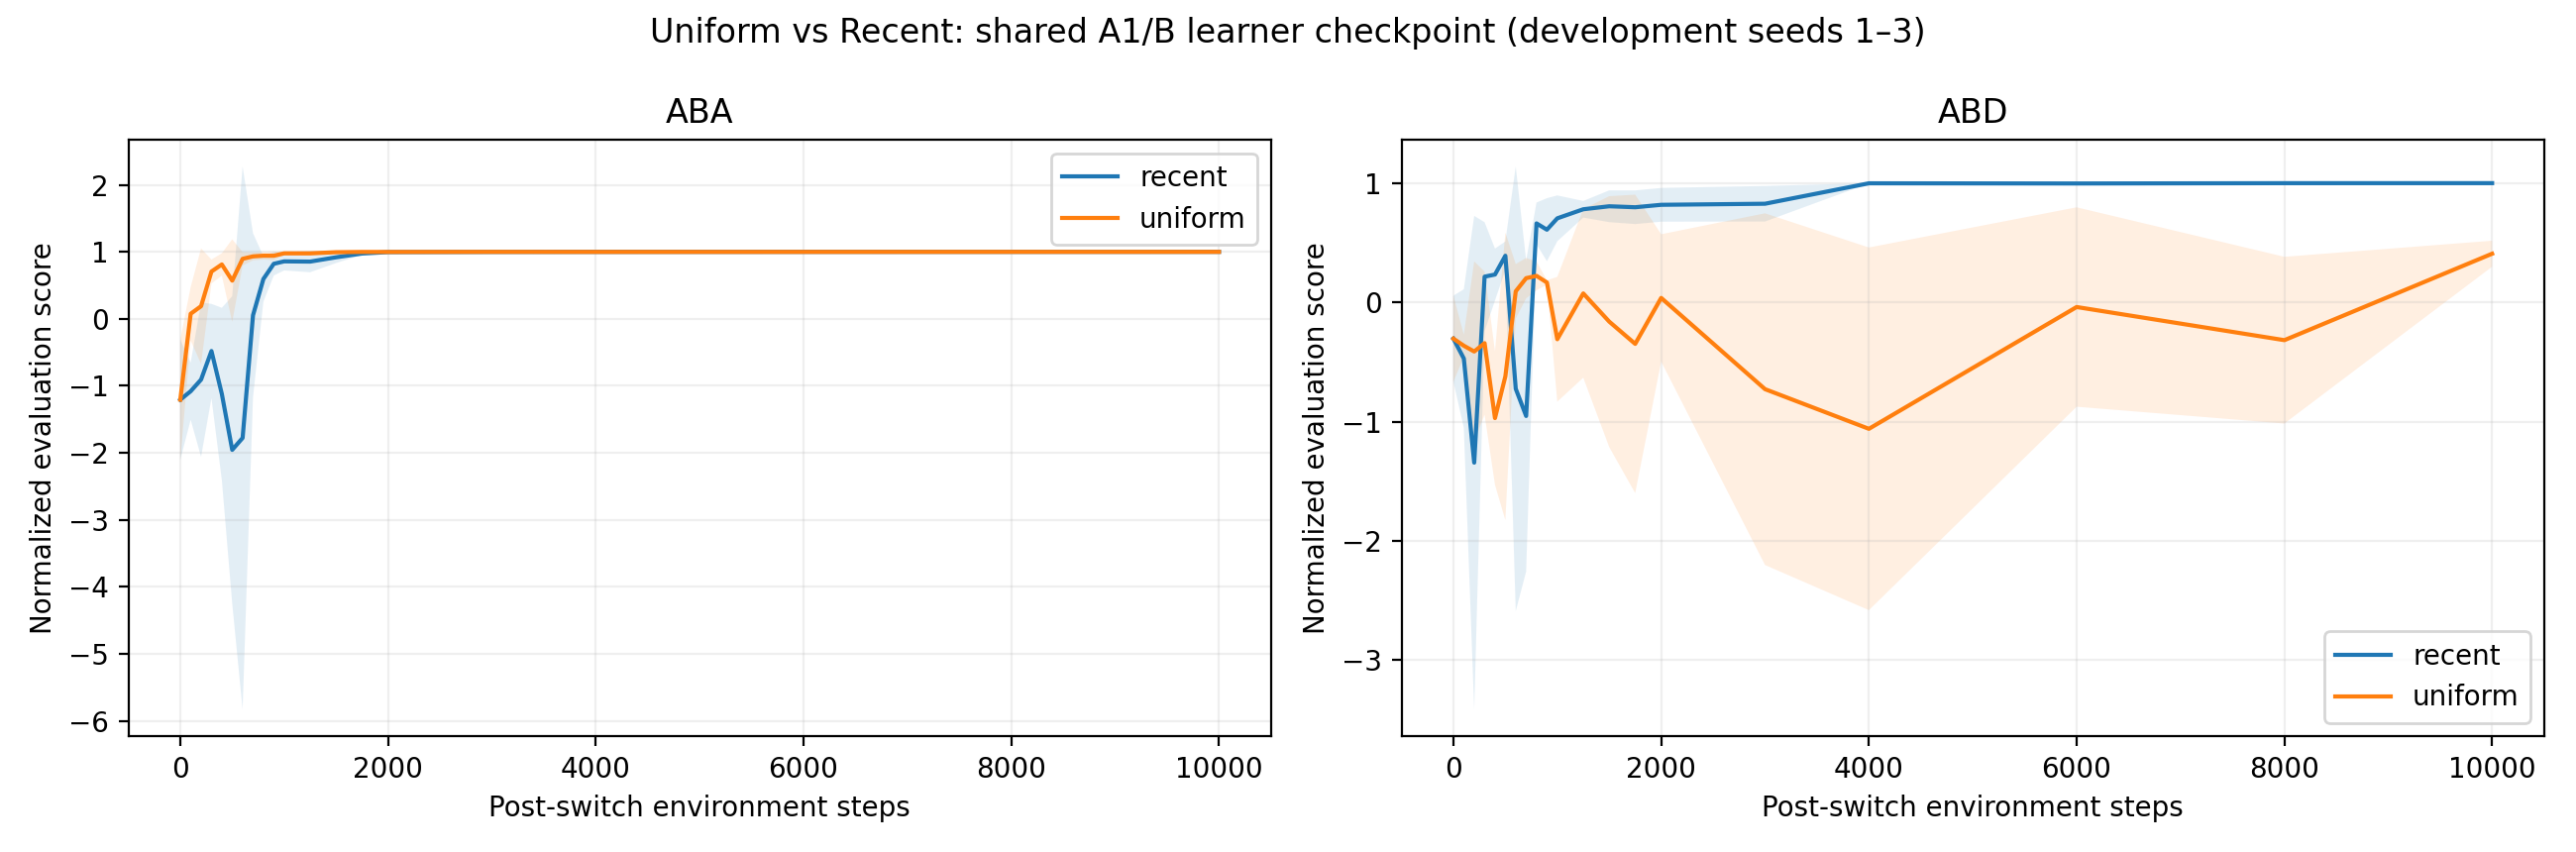 Uniform vs Recent: shared A1/B learner checkpoint (development seeds 1–3)
ABA
Normalized evaluation score
2
1
0
−1
−2
−3
−4
−5
−6
recent
uniform
0 2000 4000 6000 8000 10000
Post-switch environment steps
ABD
Normalized evaluation score
1
0
−1
−2
−3
recent
uniform
0 2000 4000 6000 8000 10000
Post-switch environment steps